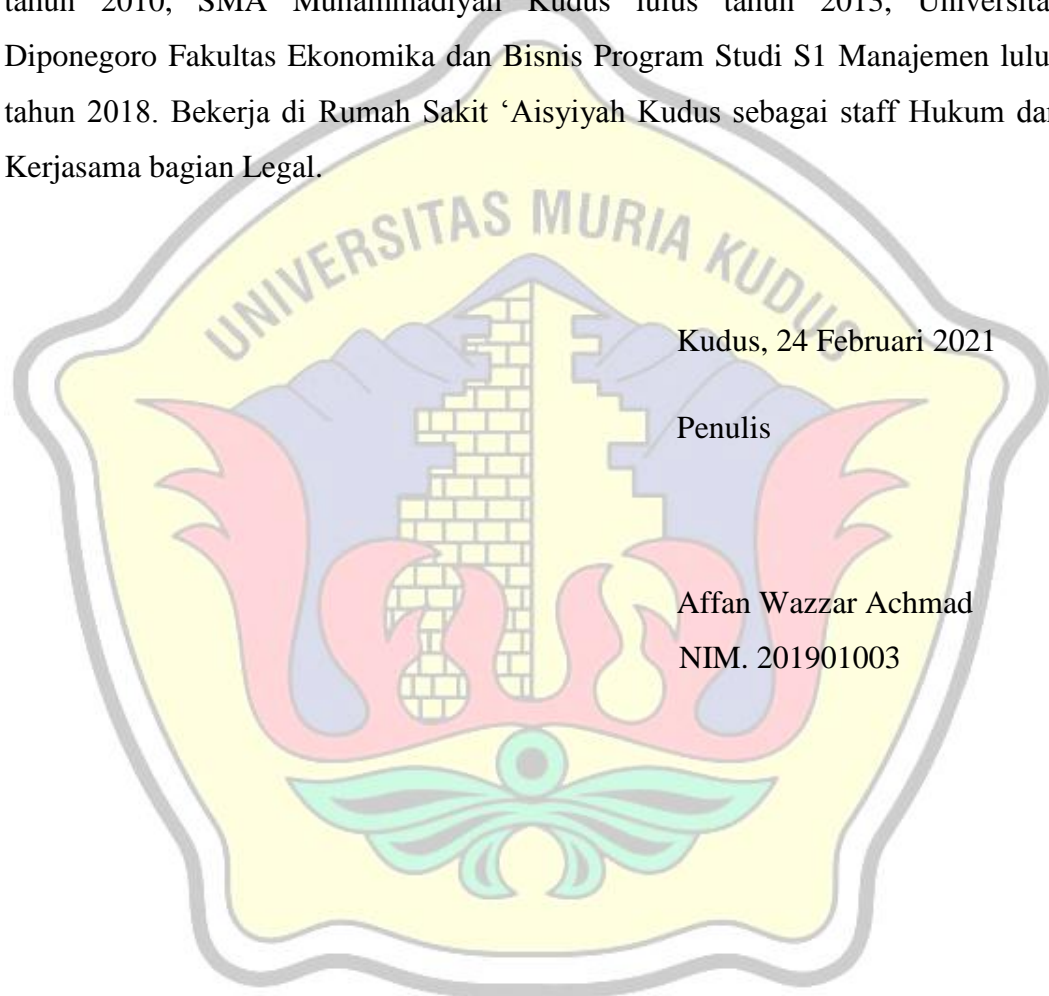 tahun 2010, SMA Muhammadiyah Kudus lulus tahun 2013, Universita
Diponegoro Fakultas Ekonomika dan Bisnis Program Studi S1 Manajemen lulu
tahun 2018. Bekerja di Rumah Sakit ‘Aisyiyah Kudus sebagai staff Hukum dan
Kerjasama bagian Legal.
UNIVERSITAS MURIA KUDUS
Kudus, 24 Februari 2021
Penulis
Affan Wazzar Achmad
NIM. 201901003